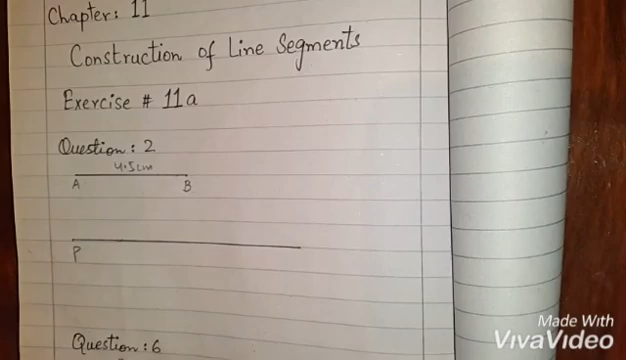 Chapter: 11
Construction of Line Segments
Exercise # 11a
Question: 2
4.5cm
A B
P
Question: 6
Made With
VivaVideo